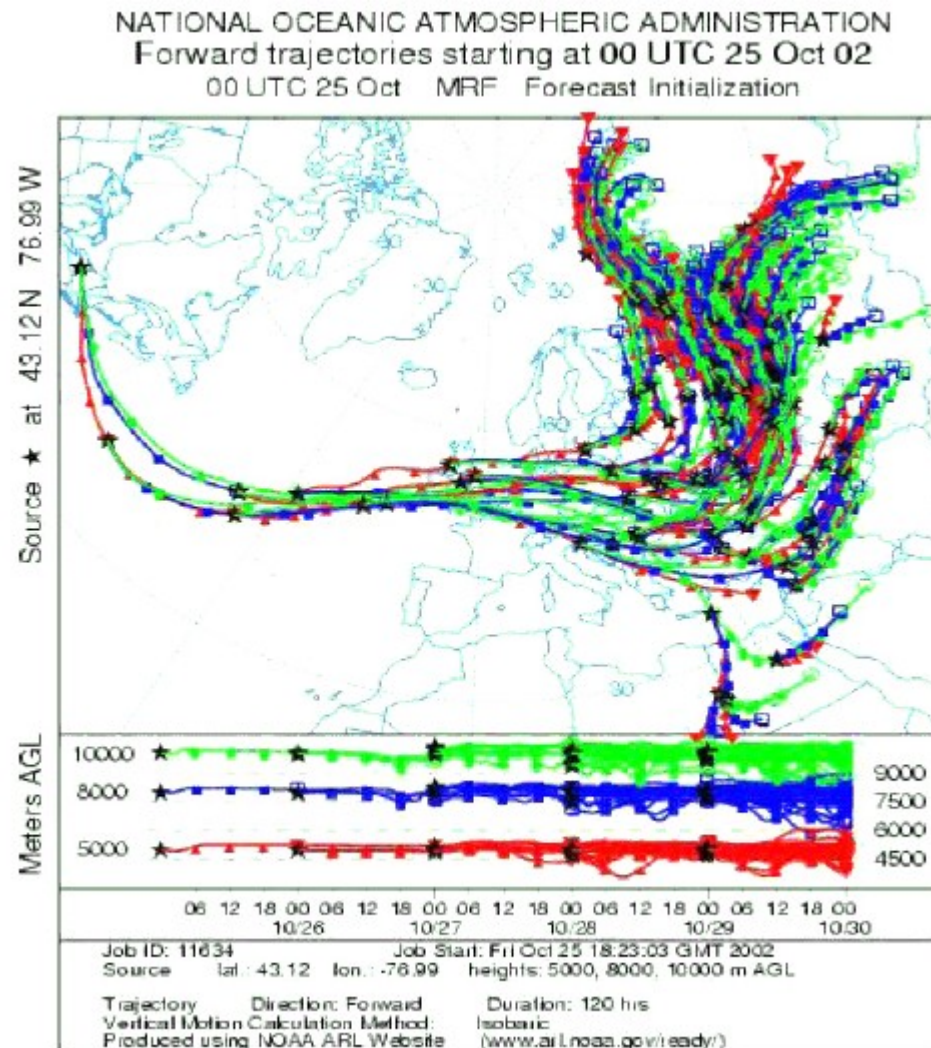 NATIONAL OCEANIC ATMOSPHERIC ADMINISTRATION
Forward trajectories starting at 00 UTC 25 Oct 02
00 UTC 25 Oct MRF Forecast Initialization
Source ★ at 43.12 N 76.99 W
30
30
0
30
30
Meters AGL
10000
8000
5000
9000
7500
6000
4500
06 12 18 00 06 12 18 00 06 12 18 00 06 12 18 00 06 12 18 00
10/26 10/27 10/28 10/29 10/30
Job ID: 11634 Job Start: Fri Oct 25 18:23:03 GMT 2002
Source lat.: 43.12 lon.: -76.99 heights: 5000, 8000, 10000 m AGL
Trajectory Direction: Forward Duration: 120 hrs
Vertical Motion Calculation Method: Isobaric
Produced using NOAA ARL Website (www.arl.noaa.gov/ready/)